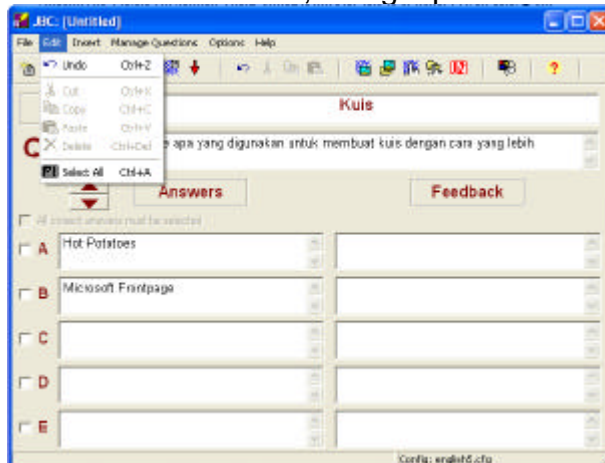 JBC: [Untitled]
File Edit Insert Manage Questions Options Help
Undo Ctrl+Z
Cut Ctrl+X
Copy Ctrl+C
Paste Ctrl+V
Delete Ctrl+Del
Select All Ctrl+A
Kuis
apa yang digunakan untuk membuat kuis dengan cara yang lebih
Answers Feedback
All correct answers must be selected
A Hot Potatoes
B Microsoft Frontpage
C
D
E
Config: english5.cfg